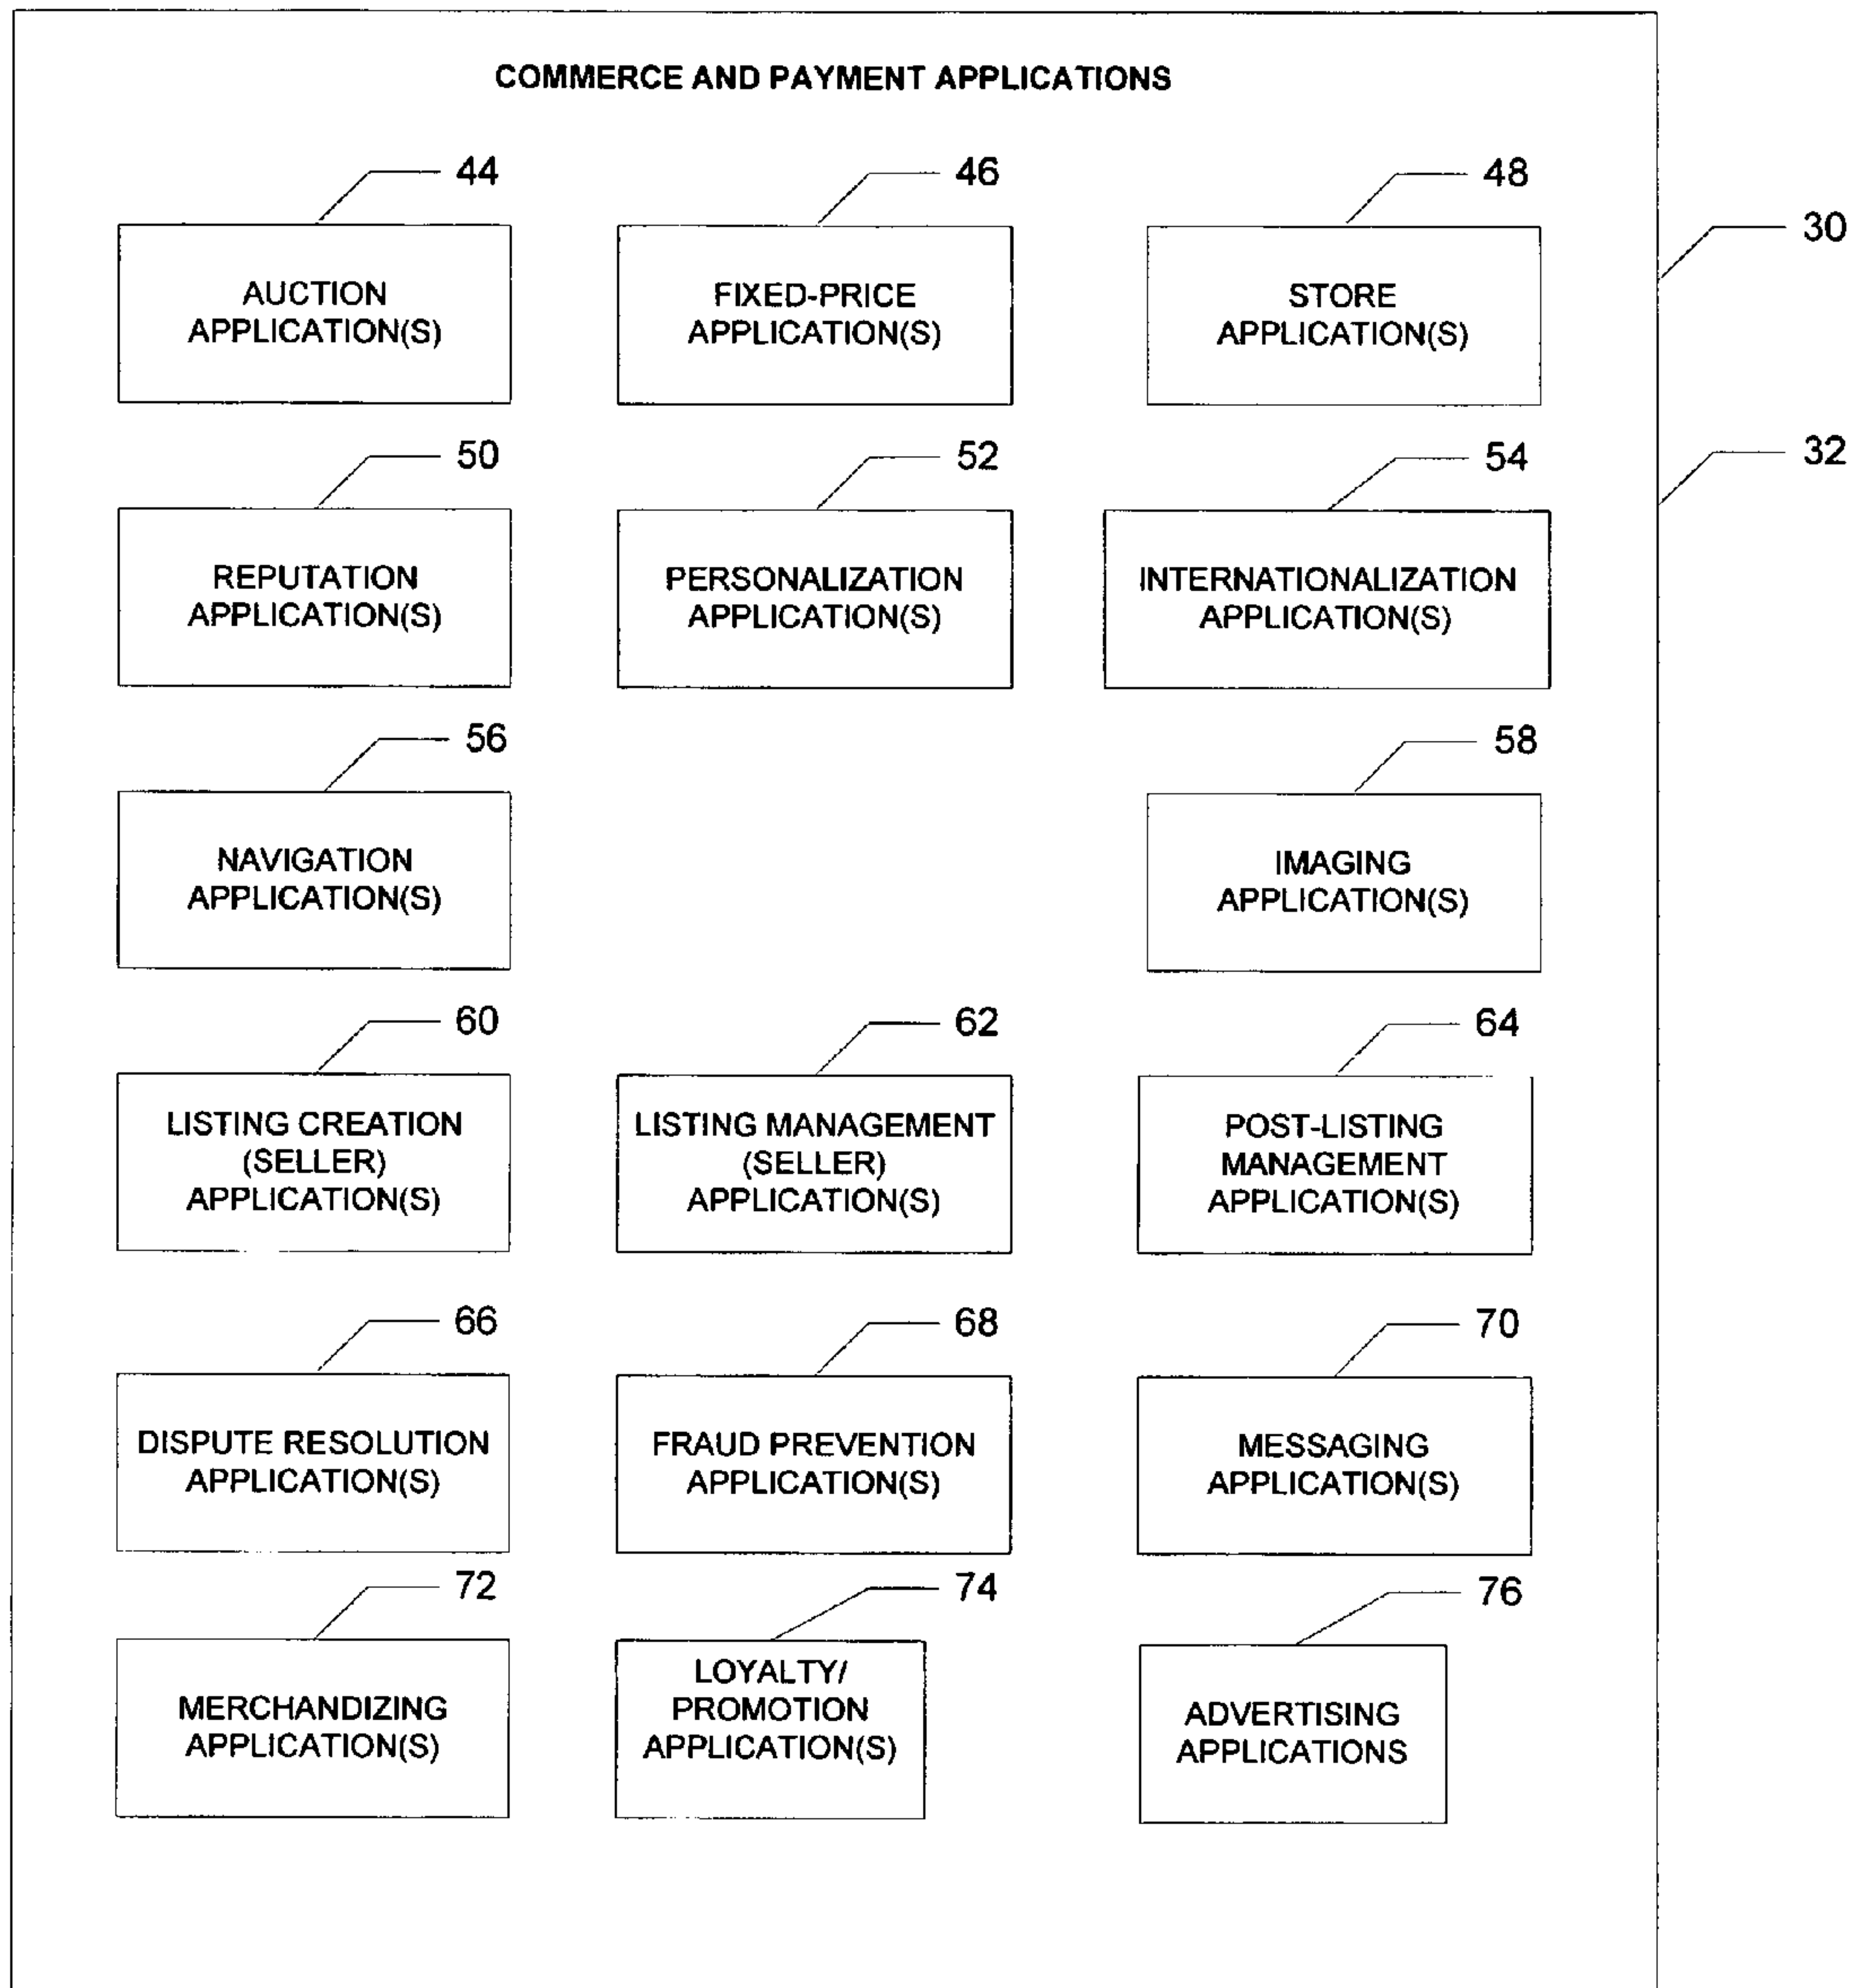 COMMERCE AND PAYMENT APPLICATIONS
44
46
48
30
AUCTION
APPLICATION(S)
FIXED-PRICE
APPLICATION(S)
STORE
APPLICATION(S)
50
52
54
32
REPUTATION
APPLICATION(S)
PERSONALIZATION
APPLICATION(S)
INTERNATIONALIZATION
APPLICATION(S)
56
58
NAVIGATION
APPLICATION(S)
IMAGING
APPLICATION(S)
60
62
64
LISTING CREATION
(SELLER)
APPLICATION(S)
LISTING MANAGEMENT
(SELLER)
APPLICATION(S)
POST-LISTING
MANAGEMENT
APPLICATION(S)
66
68
70
DISPUTE RESOLUTION
APPLICATION(S)
FRAUD PREVENTION
APPLICATION(S)
MESSAGING
APPLICATION(S)
72
74
76
MERCHANDIZING
APPLICATION(S)
LOYALTY/
PROMOTION
APPLICATION(S)
ADVERTISING
APPLICATIONS